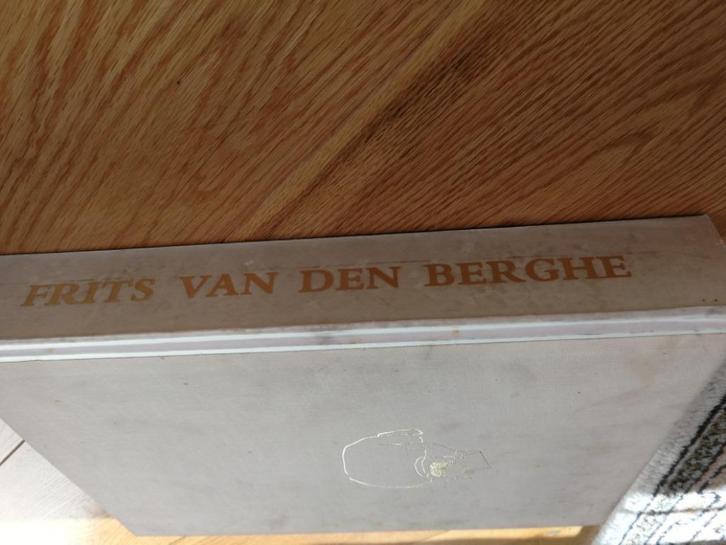 FRITS VAN DEN BERGHE